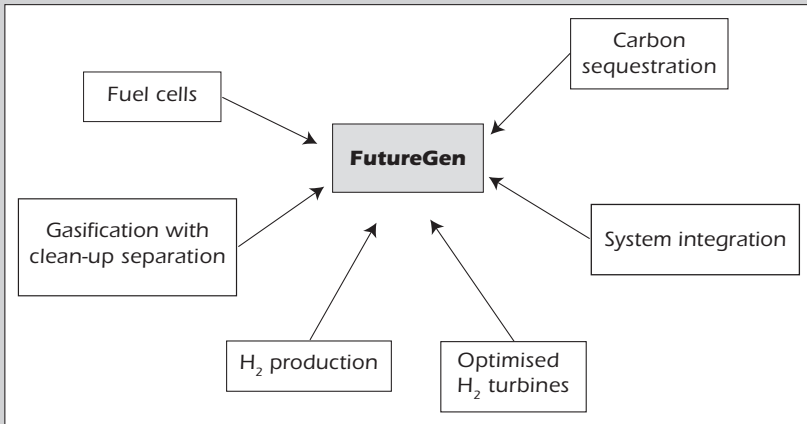 Carbon
sequestration
Fuel cells
FutureGen
Gasification with
clean-up separation
System integration
H₂ production
Optimised
H₂ turbines